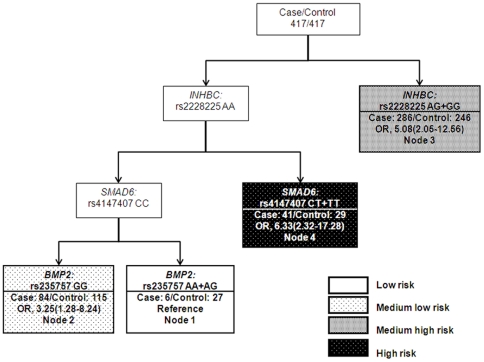 Case/Control
417/417
INHBC:
rs2228225 AA
INHBC:
rs2228225 AG+GG
Case: 286/Control: 246
OR, 5.08(2.05-12.56)
Node 3
SMAD6:
rs4147407 CC
SMAD6:
rs4147407 CT+TT
Case: 41/Control: 29
OR, 6.33(2.32-17.28)
Node 4
BMP2:
rs235757 GG
Case: 84/Control: 115
OR, 3.25(1.28-8.24)
Node 2
BMP2:
rs235757 AA+AG
Case: 6/Control: 27
Reference
Node 1
Low risk
Medium low risk
Medium high risk
High risk